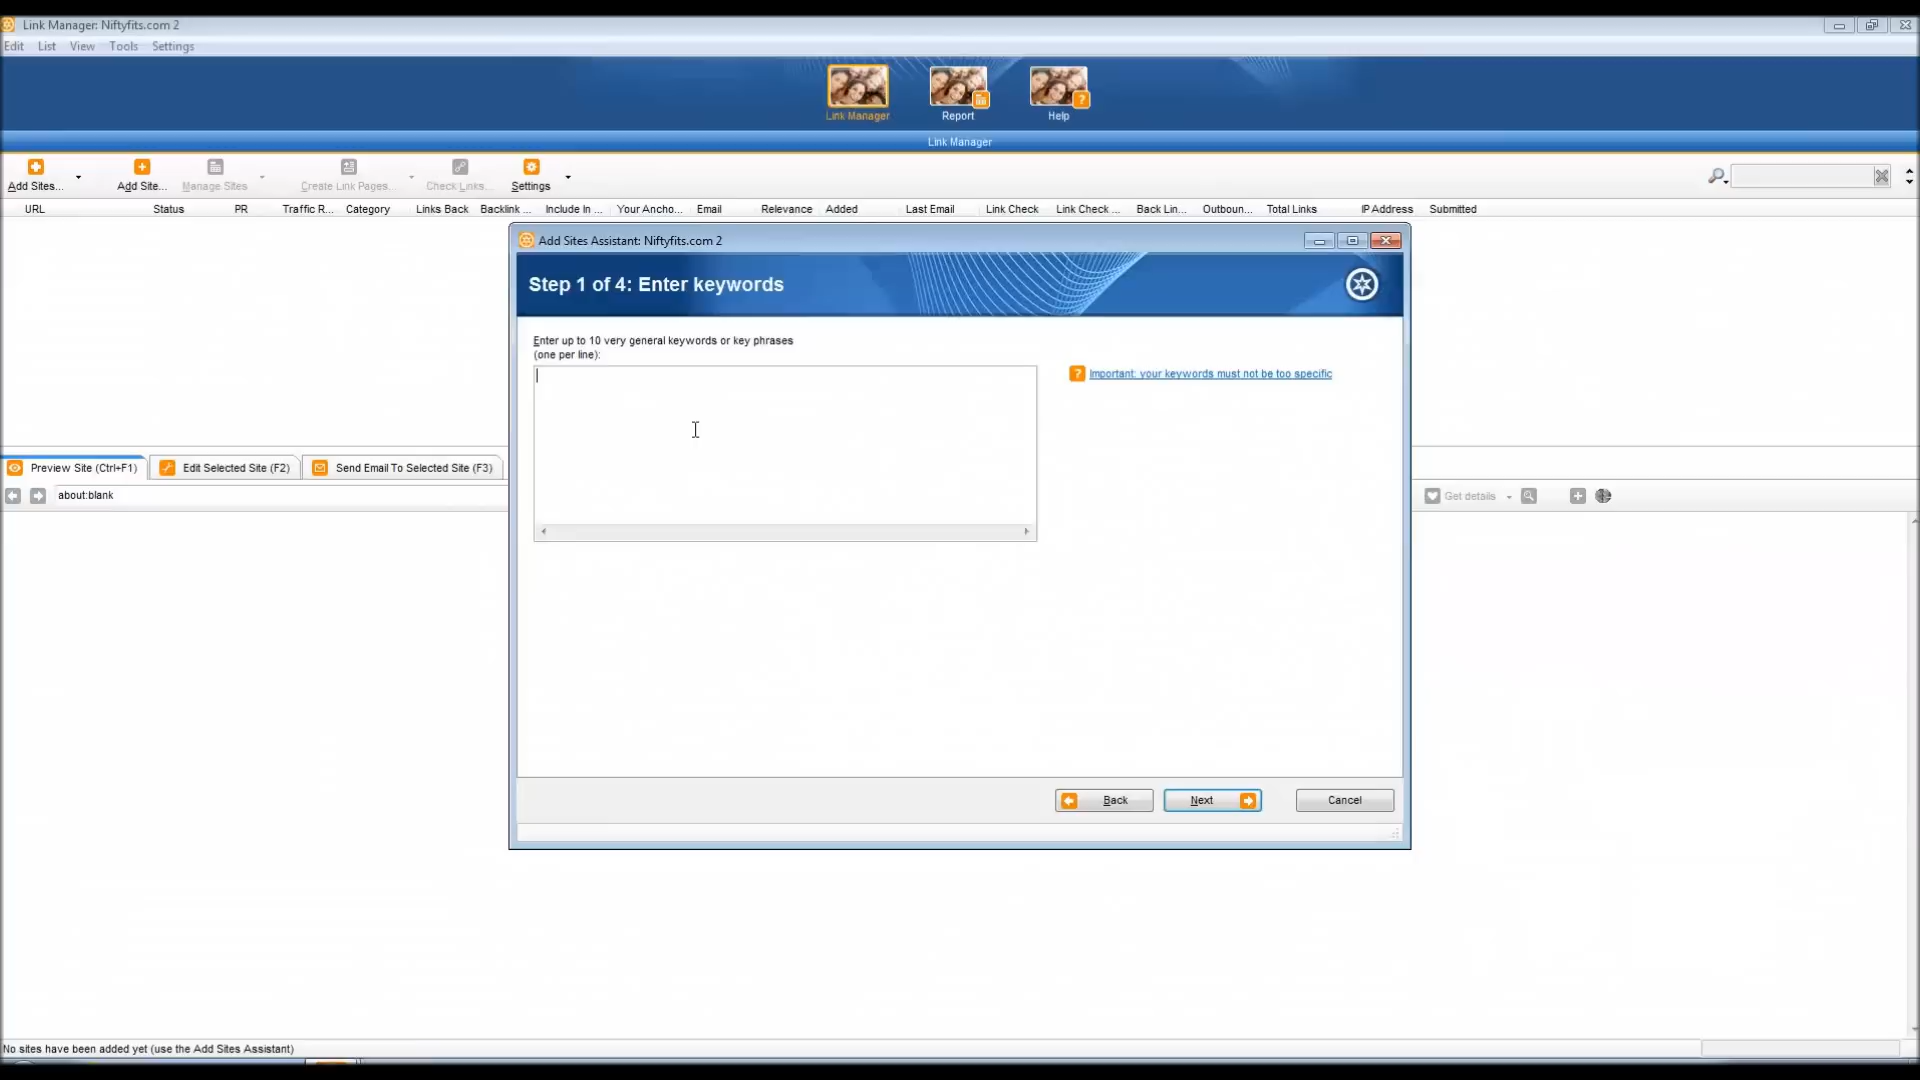 Link Manager: Niftyfits.com 2
Edit List View Tools Settings
Link Manager Report Help
Link Manager
Add Sites... Add Site... Manage Sites Create Link Pages... Check Links... Settings
URL Status PR Traffic R... Category Links Back Backlink ... Include In ... Your Ancho... Email Relevance Added Last Email Link Check Link Check ... Back Lin... Outboun... Total Links IP Address Submitted
Add Sites Assistant: Niftyfits.com 2
Step 1 of 4: Enter keywords
Enter up to 10 very general keywords or key phrases
(one per line):
? Important: your keywords must not be too specific
Preview Site (Ctrl+F1) Edit Selected Site (F2) Send Email To Selected Site (F3)
about:blank
Get details
Back Next Cancel
No sites have been added yet (use the Add Sites Assistant)